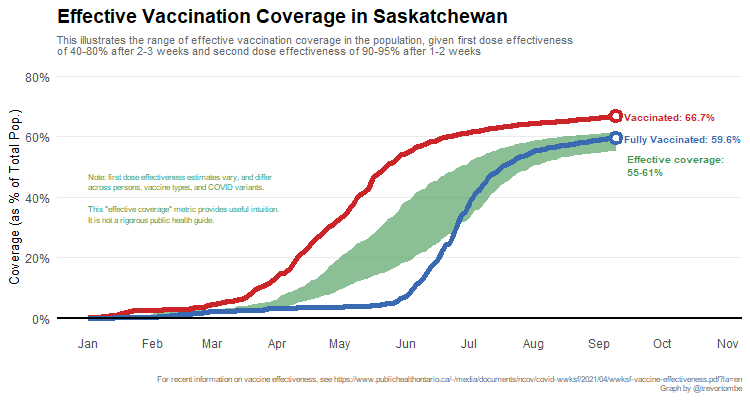 Effective Vaccination Coverage in Saskatchewan
This illustrates the range of effective vaccination coverage in the population, given first dose effectiveness
of 40-80% after 2-3 weeks and second dose effectiveness of 90-95% after 1-2 weeks
Coverage (as % of Total Pop.)
80%
60%
40%
20%
0%
Vaccinated: 66.7%
Fully Vaccinated: 59.6%
Effective coverage:
55-61%
Note: first dose effectiveness estimates vary, and differ
across persons, vaccine types, and COVID variants.
This "effective coverage" metric provides useful intuition.
It is not a rigorous public health guide.
Jan Feb Mar Apr May Jun Jul Aug Sep Oct Nov
For recent information on vaccine effectiveness, see https://www.publichealthontario.ca/-/media/documents/ncov/covid-wwksf/2021/04/wwksf-vaccine-effectiveness.pdf?la=en
Graph by @trevortombe